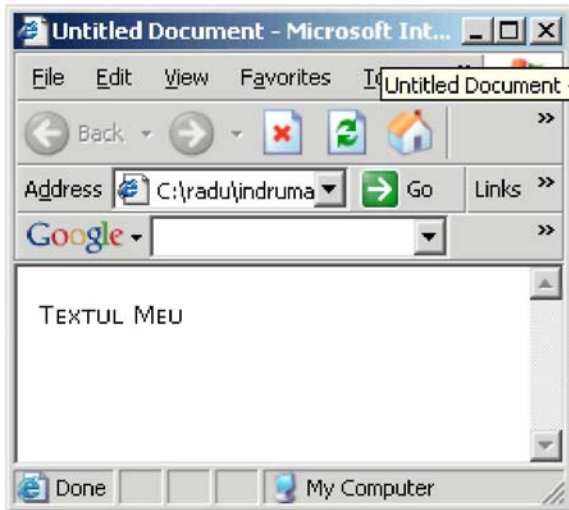 Untitled Document - Microsoft Int...
File Edit View Favorites
Untitled Document -
Back
Address C:\radu\indruma Go Links
Google
Textul Meu
Done My Computer